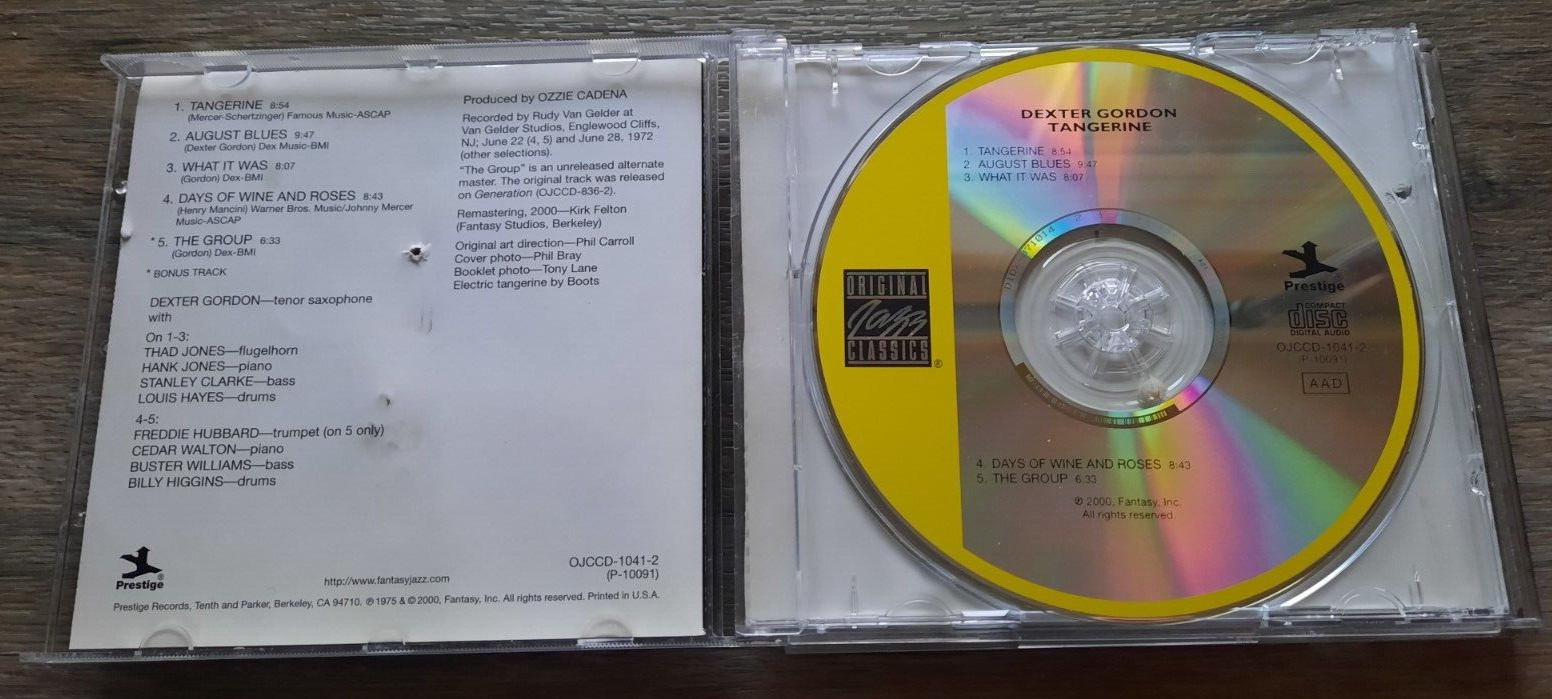 1. TANGERINE 8:54
(Mercer-Schertzinger) Famous Music-ASCAP
2. AUGUST BLUES 9:47
(Dexter Gordon) Dex Music-BMI
3. WHAT IT WAS 8:07
(Gordon) Dex-BMI
4. DAYS OF WINE AND ROSES 8:43
(Henry Mancini) Warner Bros. Music/Johnny Mercer
Music-ASCAP
*5. THE GROUP 6:33
(Gordon) Dex-BMI
* BONUS TRACK
DEXTER GORDON—tenor saxophone
with
On 1-3:
THAD JONES—flugelhorn
HANK JONES—piano
STANLEY CLARKE—bass
LOUIS HAYES—drums
4-5:
FREDDIE HUBBARD—trumpet (on 5 only)
CEDAR WALTON—piano
BUSTER WILLIAMS—bass
BILLY HIGGINS—drums
Produced by OZZIE CADENA
Recorded by Rudy Van Gelder at
Van Gelder Studios, Englewood Cliffs,
NJ; June 22 (4, 5) and June 28, 1972
(other selections).
"The Group" is an unreleased alternate
master. The original track was released
on Generation (OJCCD-836-2).
Remastering, 2000—Kirk Felton
(Fantasy Studios, Berkeley)
Original art direction—Phil Carroll
Cover photo—Phil Bray
Booklet photo—Tony Lane
Electric tangerine by Boots
Prestige®
http://www.fantasyjazz.com
OJCCD-1041-2
(P-10091)
Prestige Records, Tenth and Parker, Berkeley, CA 94710. ℗ 1975 & © 2000, Fantasy, Inc. All rights reserved. Printed in U.S.A.
DEXTER GORDON
TANGERINE
1. TANGERINE 8:54
2. AUGUST BLUES 9:47
3. WHAT IT WAS 8:07
ORIGINAL
Jazz
CLASSICS®
Prestige
COMPACT
disc
DIGITAL AUDIO
OJCCD-1041-2
(P-10091)
AAD
4. DAYS OF WINE AND ROSES 8:43
5. THE GROUP 6:33
℗ 2000, Fantasy, Inc.
All rights reserved.